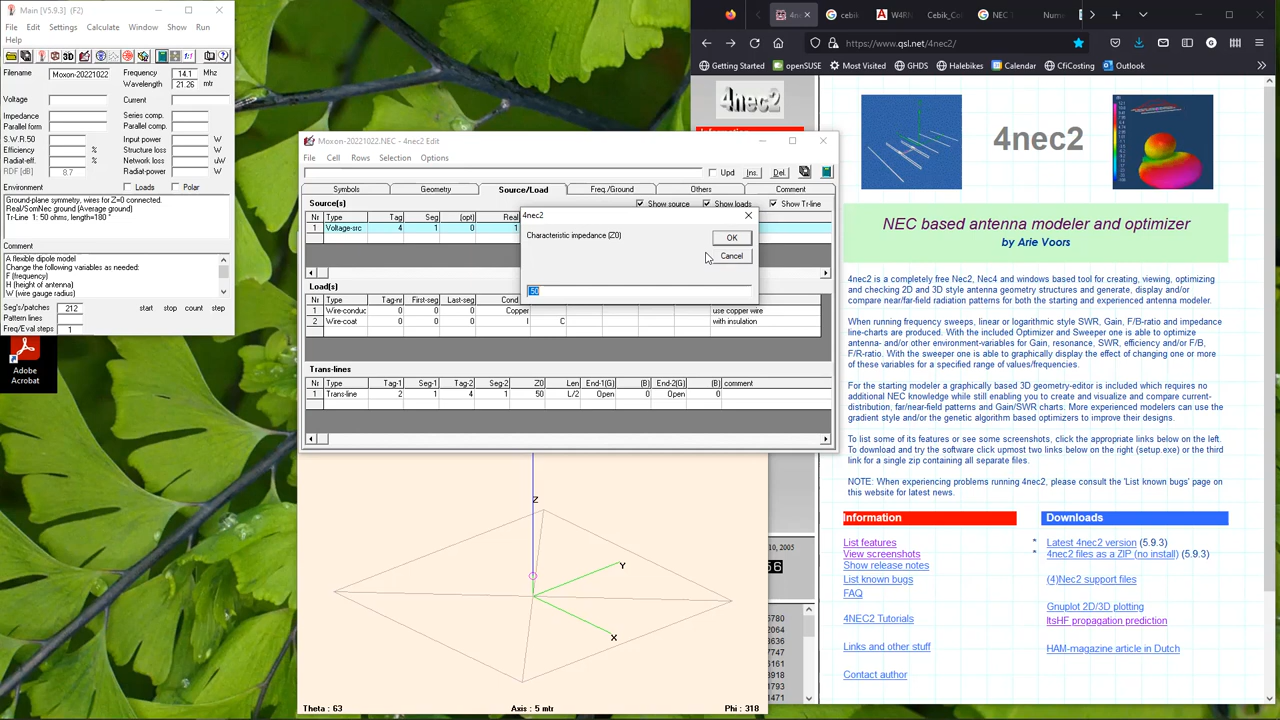 Main [V5.9.3] (F2)
File Edit Settings Calculate Window Show Run
Help
3D 1:1
Filename Moxon-20221022 Frequency 14.1 Mhz
Wavelength 21.26 mtr
Voltage Current
Impedance Series comp.
Parallel form Parallel comp.
S.W.R.50 Input power W
Efficiency % Structure loss W
Radiat-eff. % Network loss uW
RDF [dB] 8.7 Radiat-power W
Environment Loads Polar
Ground-plane symmetry, wires for Z=0 connected.
Real/SomNec ground (Average ground)
Tr-Line 1: 50 ohms, length=180 °
Comment
A flexible dipole model
Change the following variables as needed:
F (frequency)
H (height of antenna)
W (wire gauge radius)
Seg's/patches 212 start stop count step
Pattern lines
Freq/Eval steps 1
Adobe
Acrobat
Moxon-20221022.NEC - 4nec2 Edit
File Cell Rows Selection Options
Upd Ins. Del
Symbols Geometry Source/Load Freq./Ground Others Comment
Source(s) Show source Show loads Show Tr-line
Nr Type Tag Seg (opt) Real
1 Voltage-src 4 1 0 1
4nec2
Characteristic impedance (Z0)
OK
Cancel
50
Load(s)
Nr Type Tag-nr First-seg Last-seg Cond
1 Wire-conduc 0 0 0 Copper use copper wire
2 Wire-coat 0 0 0 I C with insulation
Trans-lines
Nr Type Tag-1 Seg-1 Tag-2 Seg-2 Z0 Len End-1(G) (B) End-2(G) (B) comment
1 Trans-line 2 1 4 1 50 L/2 Open 0 Open 0
Z
Y
X
Theta : 63 Axis : 5 mtr Phi : 318
cebik W4RN Cebik_Col NEC Nume
https://www.qsl.net/4nec2/
Getting Started openSUSE Most Visited GHDS Halebikes Calendar CfiCosting Outlook
4nec2
Information
10, 2005
56
5780
2064
3636
747
5161
3918
1793
1471
4nec2
NEC based antenna modeler and optimizer
by Arie Voors
4nec2 is a completely free Nec2, Nec4 and windows based tool for creating, viewing, optimizing
and checking 2D and 3D style antenna geometry structures and generate, display and/or
compare near/far-field radiation patterns for both the starting and experienced antenna modeler.
When running frequency sweeps, linear or logarithmic style SWR, Gain, F/B-ratio and impedance
line-charts are produced. With the included Optimizer and Sweeper one is able to optimize
antenna- and/or other environment-variables for Gain, resonance, SWR, efficiency and/or F/B,
F/R-ratio. With the sweeper one is able to graphically display the effect of changing one or more
of these variables for a specified range of values/frequencies.
For the starting modeler a graphically based 3D geometry-editor is included which requires no
additional NEC knowledge while still enabling you to create and visualize and compare current-
distribution, far/near-field patterns and Gain/SWR charts. More experienced modelers can use the
gradient style and/or the genetic algorithm based optimizers to improve their designs.
To list some of its features or see some screenshots, click the appropriate links below on the left.
To download and try the software click upmost two links below on the right (setup.exe) or the third
link for a single zip containing all separate files.
NOTE: When experiencing problems running 4nec2, please consult the 'List known bugs' page on
this website for latest news.
Information Downloads
List features * Latest 4nec2 version (5.9.3)
View screenshots * 4nec2 files as a ZIP (no install) (5.9.3)
Show release notes
List known bugs (4)Nec2 support files
FAQ
Gnuplot 2D/3D plotting
4NEC2 Tutorials ItsHF propagation prediction
Links and other stuff HAM-magazine article in Dutch
Contact author